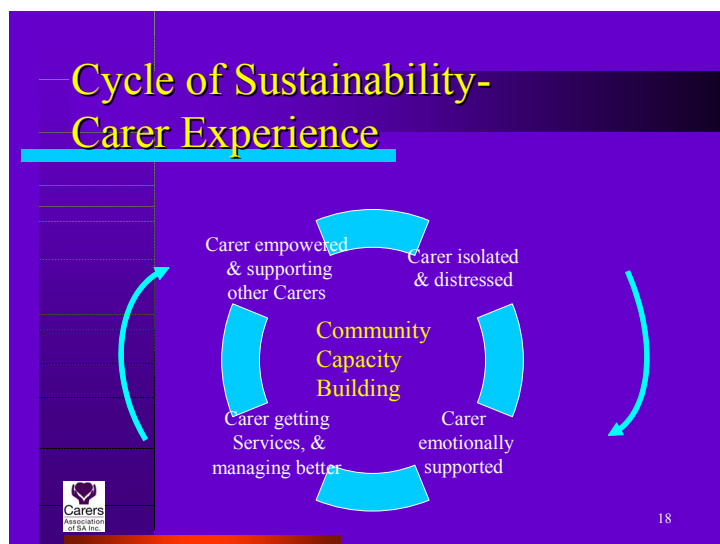 Cycle of Sustainability-
Carer Experience
Carer empowered
& supporting
other Carers
Carer isolated
& distressed
Community
Capacity
Building
Carer getting
Services, &
managing better
Carer
emotionally
supported
Carers
Association
of SA Inc.
18